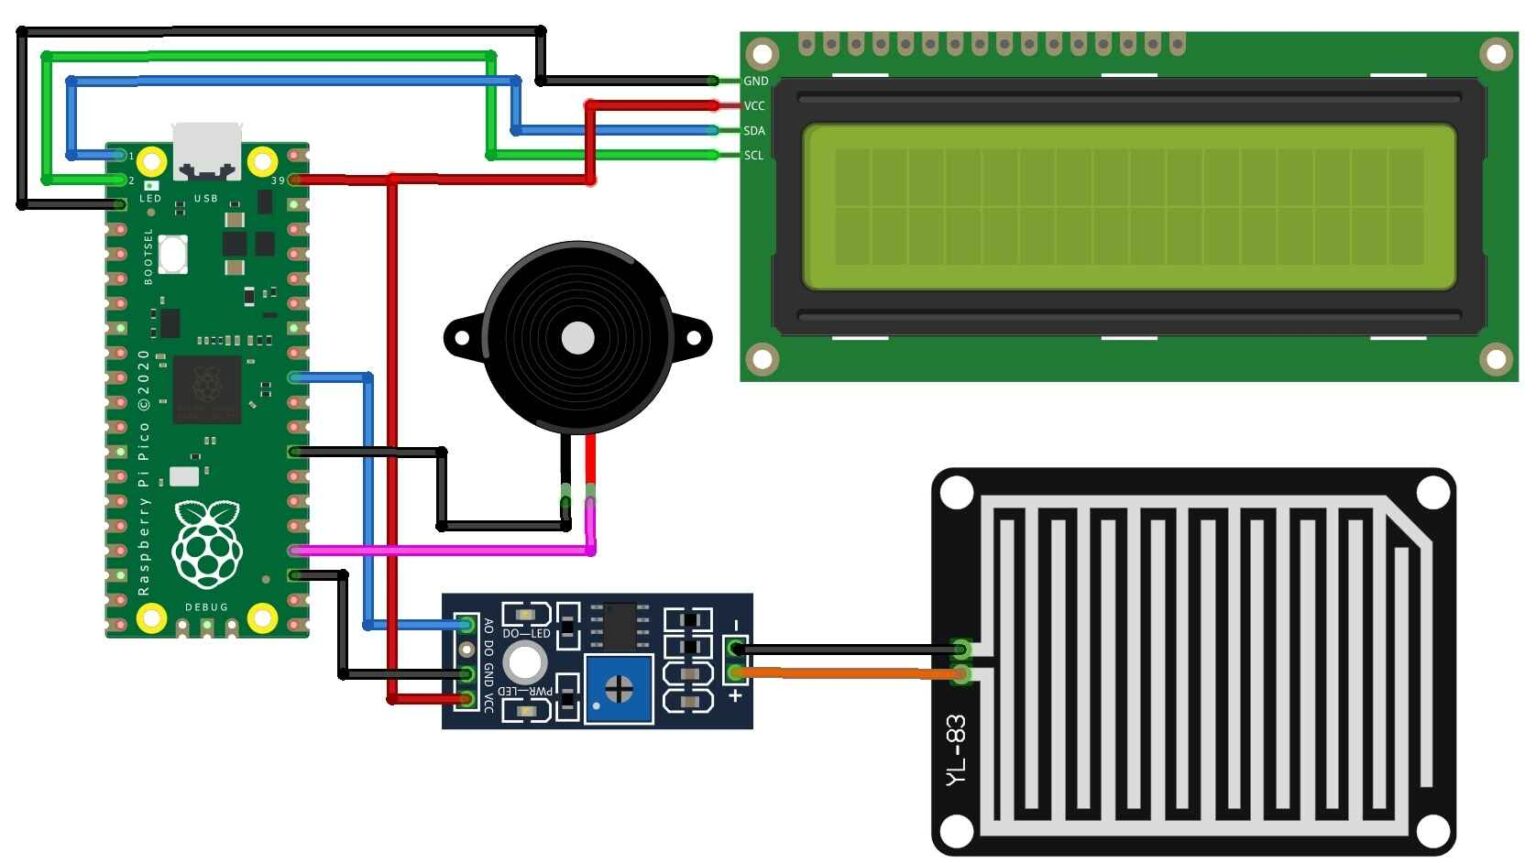 GND
VCC
SDA
SCL
1
2
39
LED
USB
BOOTSEL
Raspberry Pi Pico ©2020
DEBUG
AO
DO
GND
VCC
DO—LED
PWR—LED
-
+
YL-83